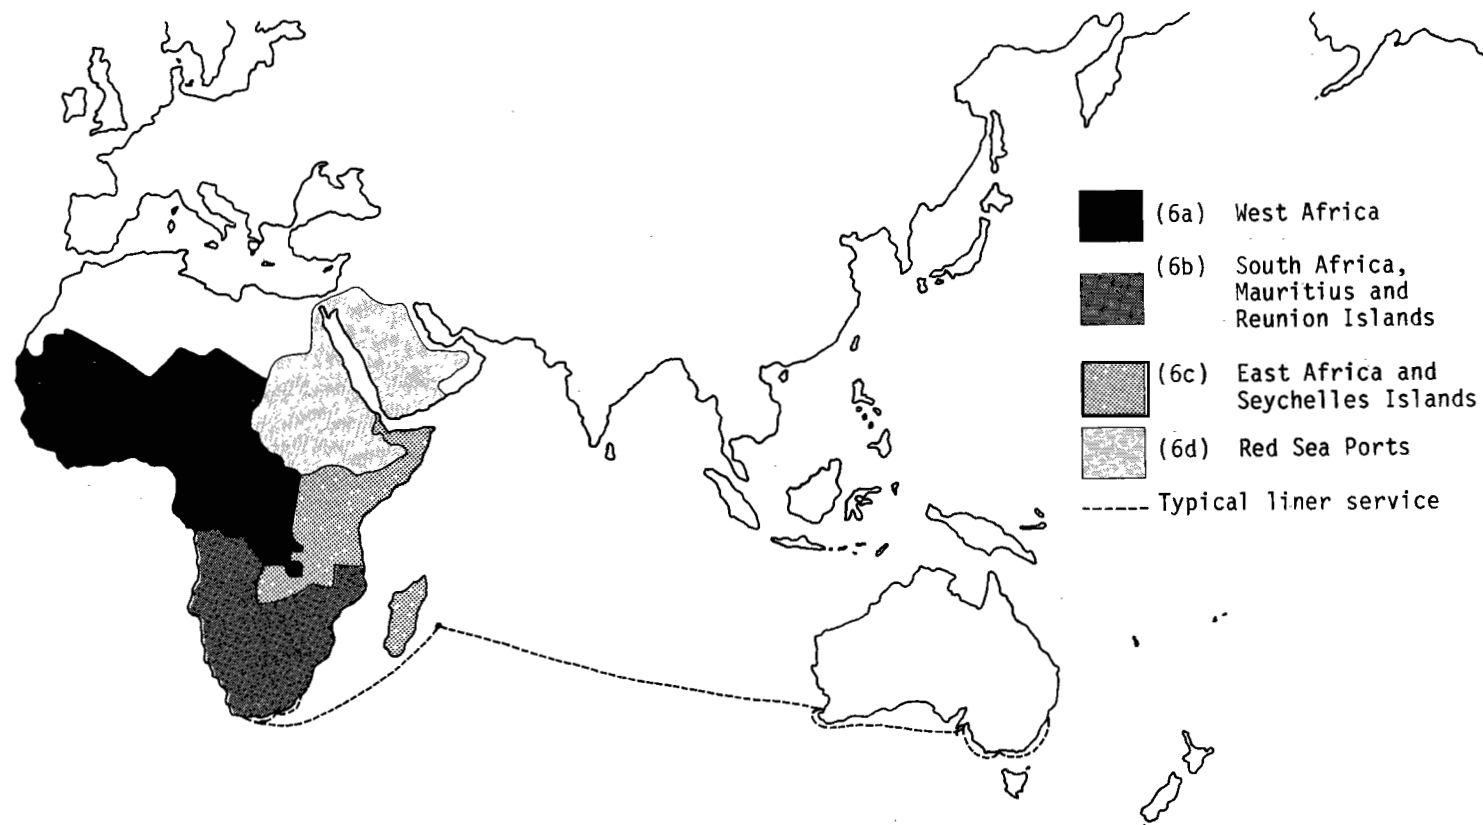 (6a) West Africa
(6b) South Africa,
Mauritius and
Reunion Islands
(6c) East Africa and
Seychelles Islands
(6d) Red Sea Ports
Typical liner service